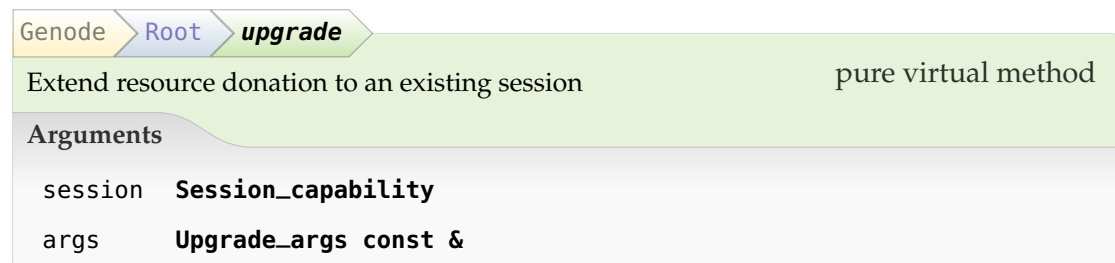 Genode Root upgrade
Extend resource donation to an existing session pure virtual method
Arguments
session Session_capability
args Upgrade_args const &